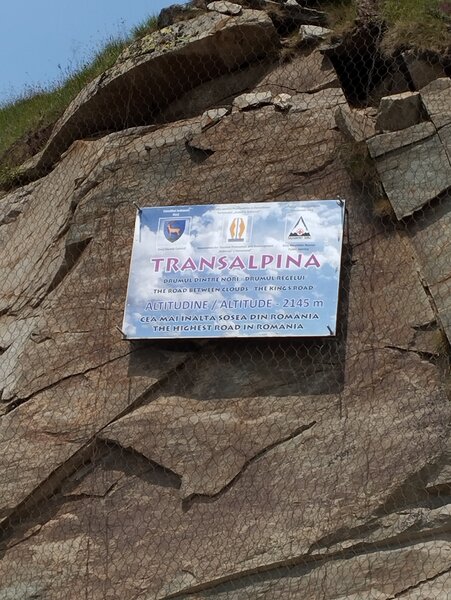 TRANSALPINA
DRUMUL DINTRE NORI - DRUMUL REGELUI
THE ROAD BETWEEN CLOUDS - THE KING'S ROAD
ALTITUDINE / ALTITUDE - 2145 m
CEA MAI INALTA SOSEA DIN ROMANIA
THE HIGHEST ROAD IN ROMANIA